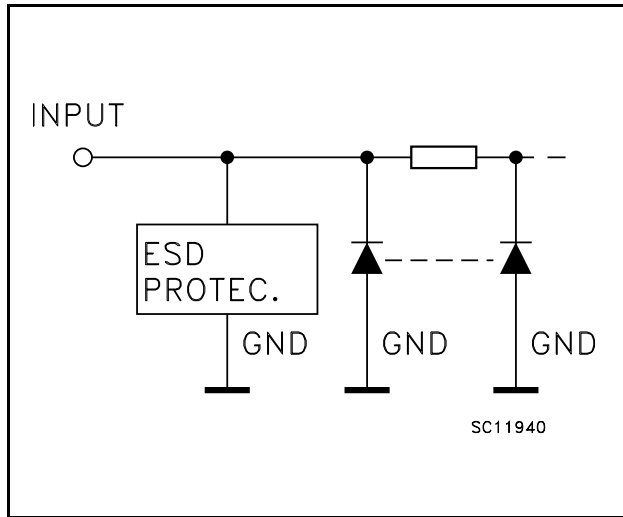 INPUT
ESD
PROTEC.
GND GND GND
SC11940